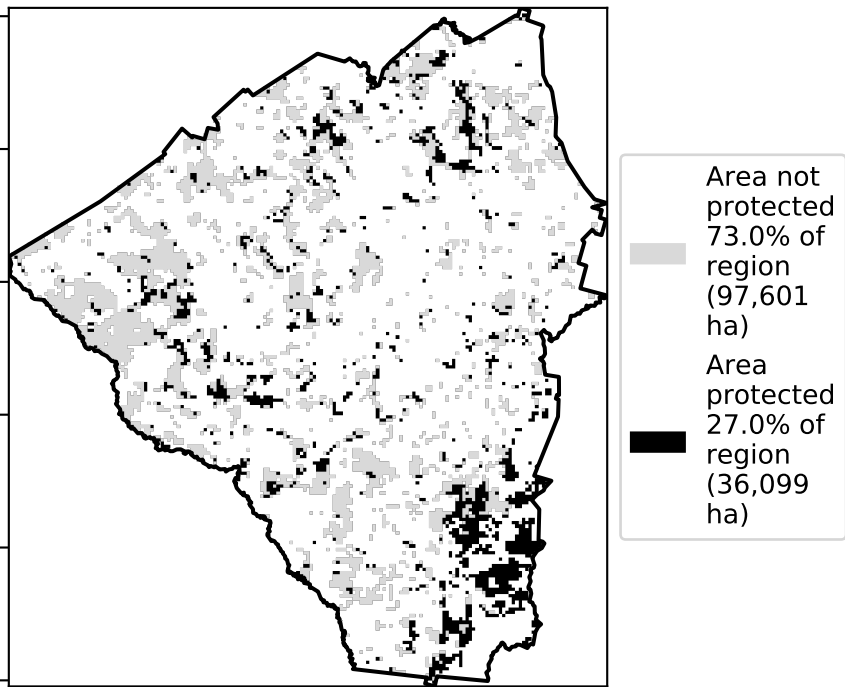 Area not
protected
73.0% of
region
(97,601
ha)
Area
protected
27.0% of
region
(36,099
ha)